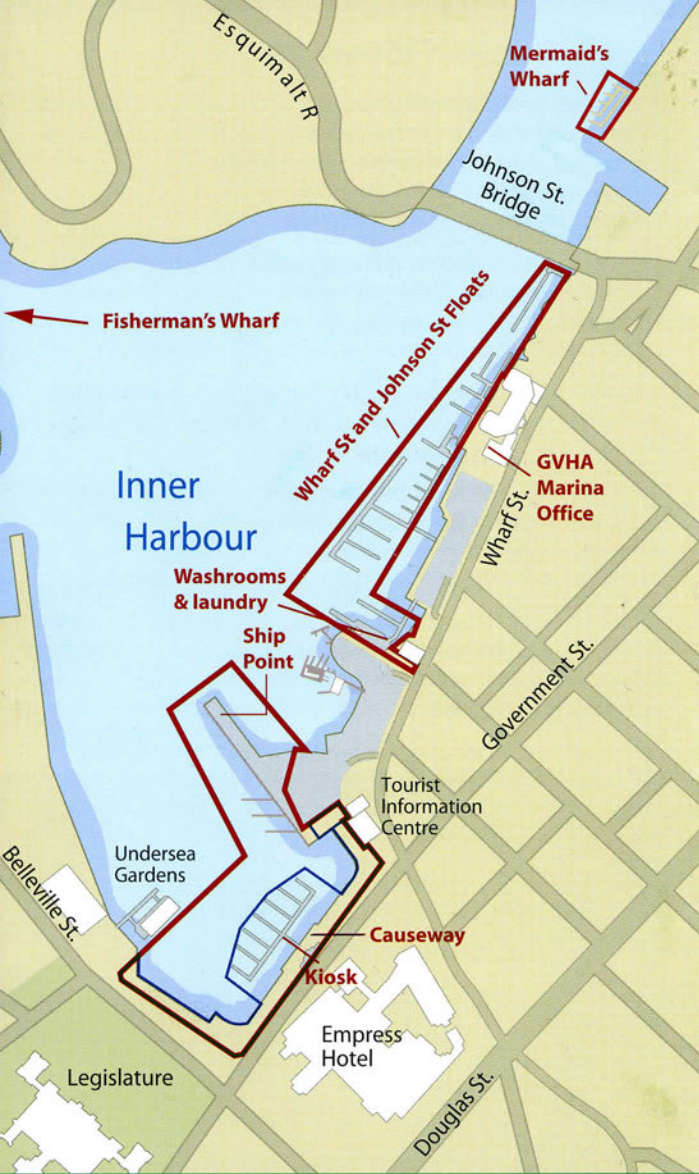 Esquimalt R
Mermaid's
Wharf
Johnson St.
Bridge
Fisherman's Wharf
Wharf St and Johnson St Floats
Inner
Harbour
GVHA
Marina
Office
Wharf St.
Washrooms
& laundry
Ship
Point
Government St.
Tourist
Information
Centre
Undersea
Gardens
Belleville St.
Causeway
Kiosk
Empress
Hotel
Legislature
Douglas St.